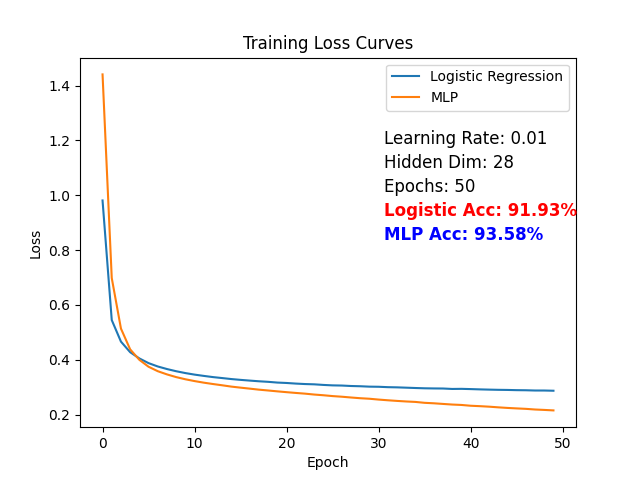 Training Loss Curves
Logistic Regression
MLP
Learning Rate: 0.01
Hidden Dim: 28
Epochs: 50
Logistic Acc: 91.93%
MLP Acc: 93.58%
Loss
1.4
1.2
1.0
0.8
0.6
0.4
0.2
0 10 20 30 40 50
Epoch